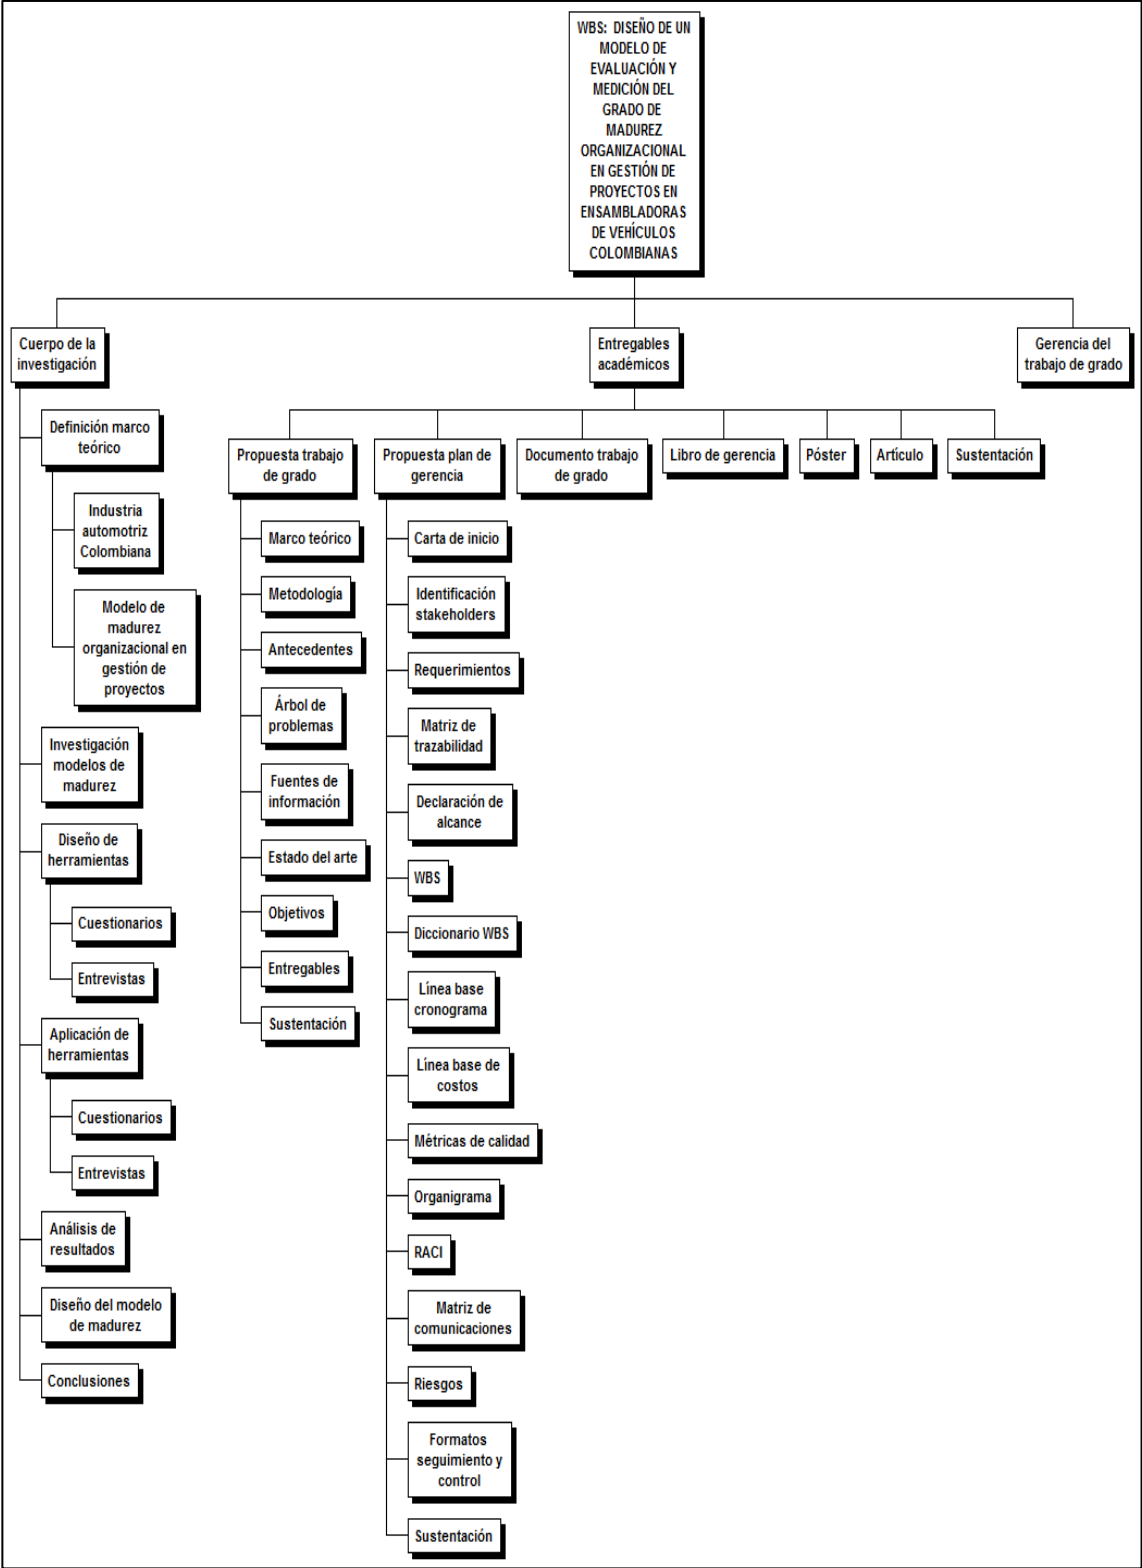 WBS: DISEÑO DE UN
MODELO DE
EVALUACIÓN Y
MEDICIÓN DEL
GRADO DE
MADUREZ
ORGANIZACIONAL
EN GESTIÓN DE
PROYECTOS EN
ENSAMBLADORAS
DE VEHÍCULOS
COLOMBIANAS
Cuerpo de la
investigación
Definición marco
teórico
Industria
automotriz
Colombiana
Modelo de
madurez
organizacional en
gestión de
proyectos
Investigación
modelos de
madurez
Diseño de
herramientas
Cuestionarios
Entrevistas
Aplicación de
herramientas
Cuestionarios
Entrevistas
Análisis de
resultados
Diseño del modelo
de madurez
Conclusiones
Entregables
académicos
Propuesta trabajo
de grado
Marco teórico
Metodología
Antecedentes
Árbol de
problemas
Fuentes de
información
Estado del arte
Objetivos
Entregables
Sustentación
Propuesta plan de
gerencia
Carta de inicio
Identificación
stakeholders
Requerimientos
Matriz de
trazabilidad
Declaración de
alcance
WBS
Diccionario WBS
Línea base
cronograma
Línea base de
costos
Métricas de calidad
Organigrama
RACI
Matriz de
comunicaciones
Riesgos
Formatos
seguimiento y
control
Sustentación
Documento trabajo
de grado
Libro de gerencia
Póster
Artículo
Sustentación
Gerencia del
trabajo de grado